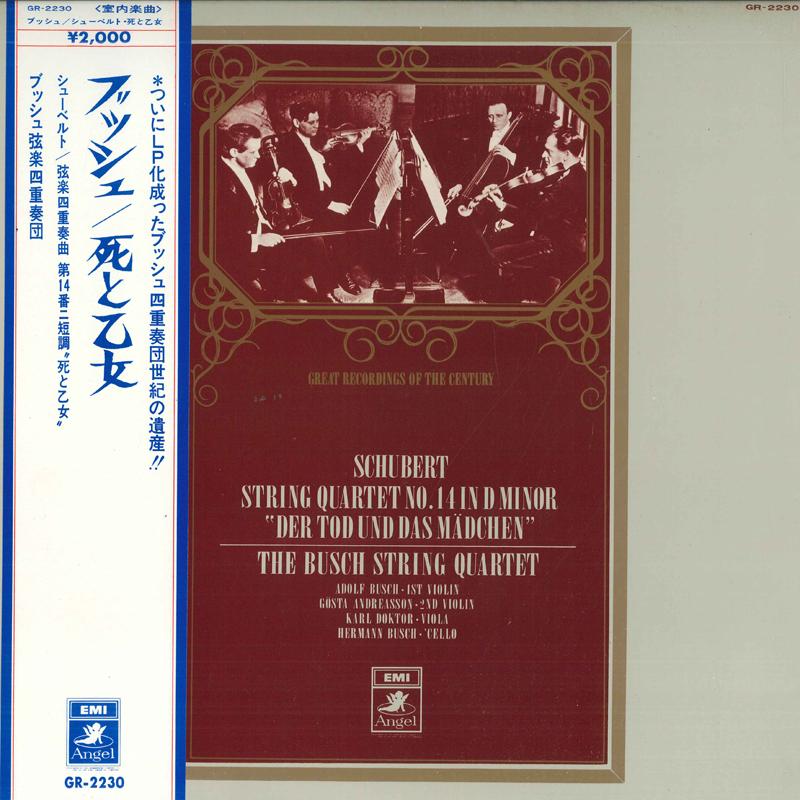 GR-2230 〈室内楽曲〉
ブッシュ/シューベルト・死と乙女
¥2,000
*ついにLP化成ったブッシュ四重奏団世紀の遺産!!
ブッシュ/死と乙女
シューベルト/弦楽四重奏曲 第14番ニ短調〝死と乙女〟
ブッシュ弦楽四重奏団
EMI
Angel
GR-2230
GR-2230
GREAT RECORDINGS OF THE CENTURY
SCHUBERT
STRING QUARTET NO. 14 IN D MINOR
“DER TOD UND DAS MÄDCHEN”
THE BUSCH STRING QUARTET
ADOLF BUSCH·1ST VIOLIN
GÖSTA ANDREASSON·2ND VIOLIN
KARL DOKTOR·VIOLA
HERMANN BUSCH·'CELLO
EMI
Angel